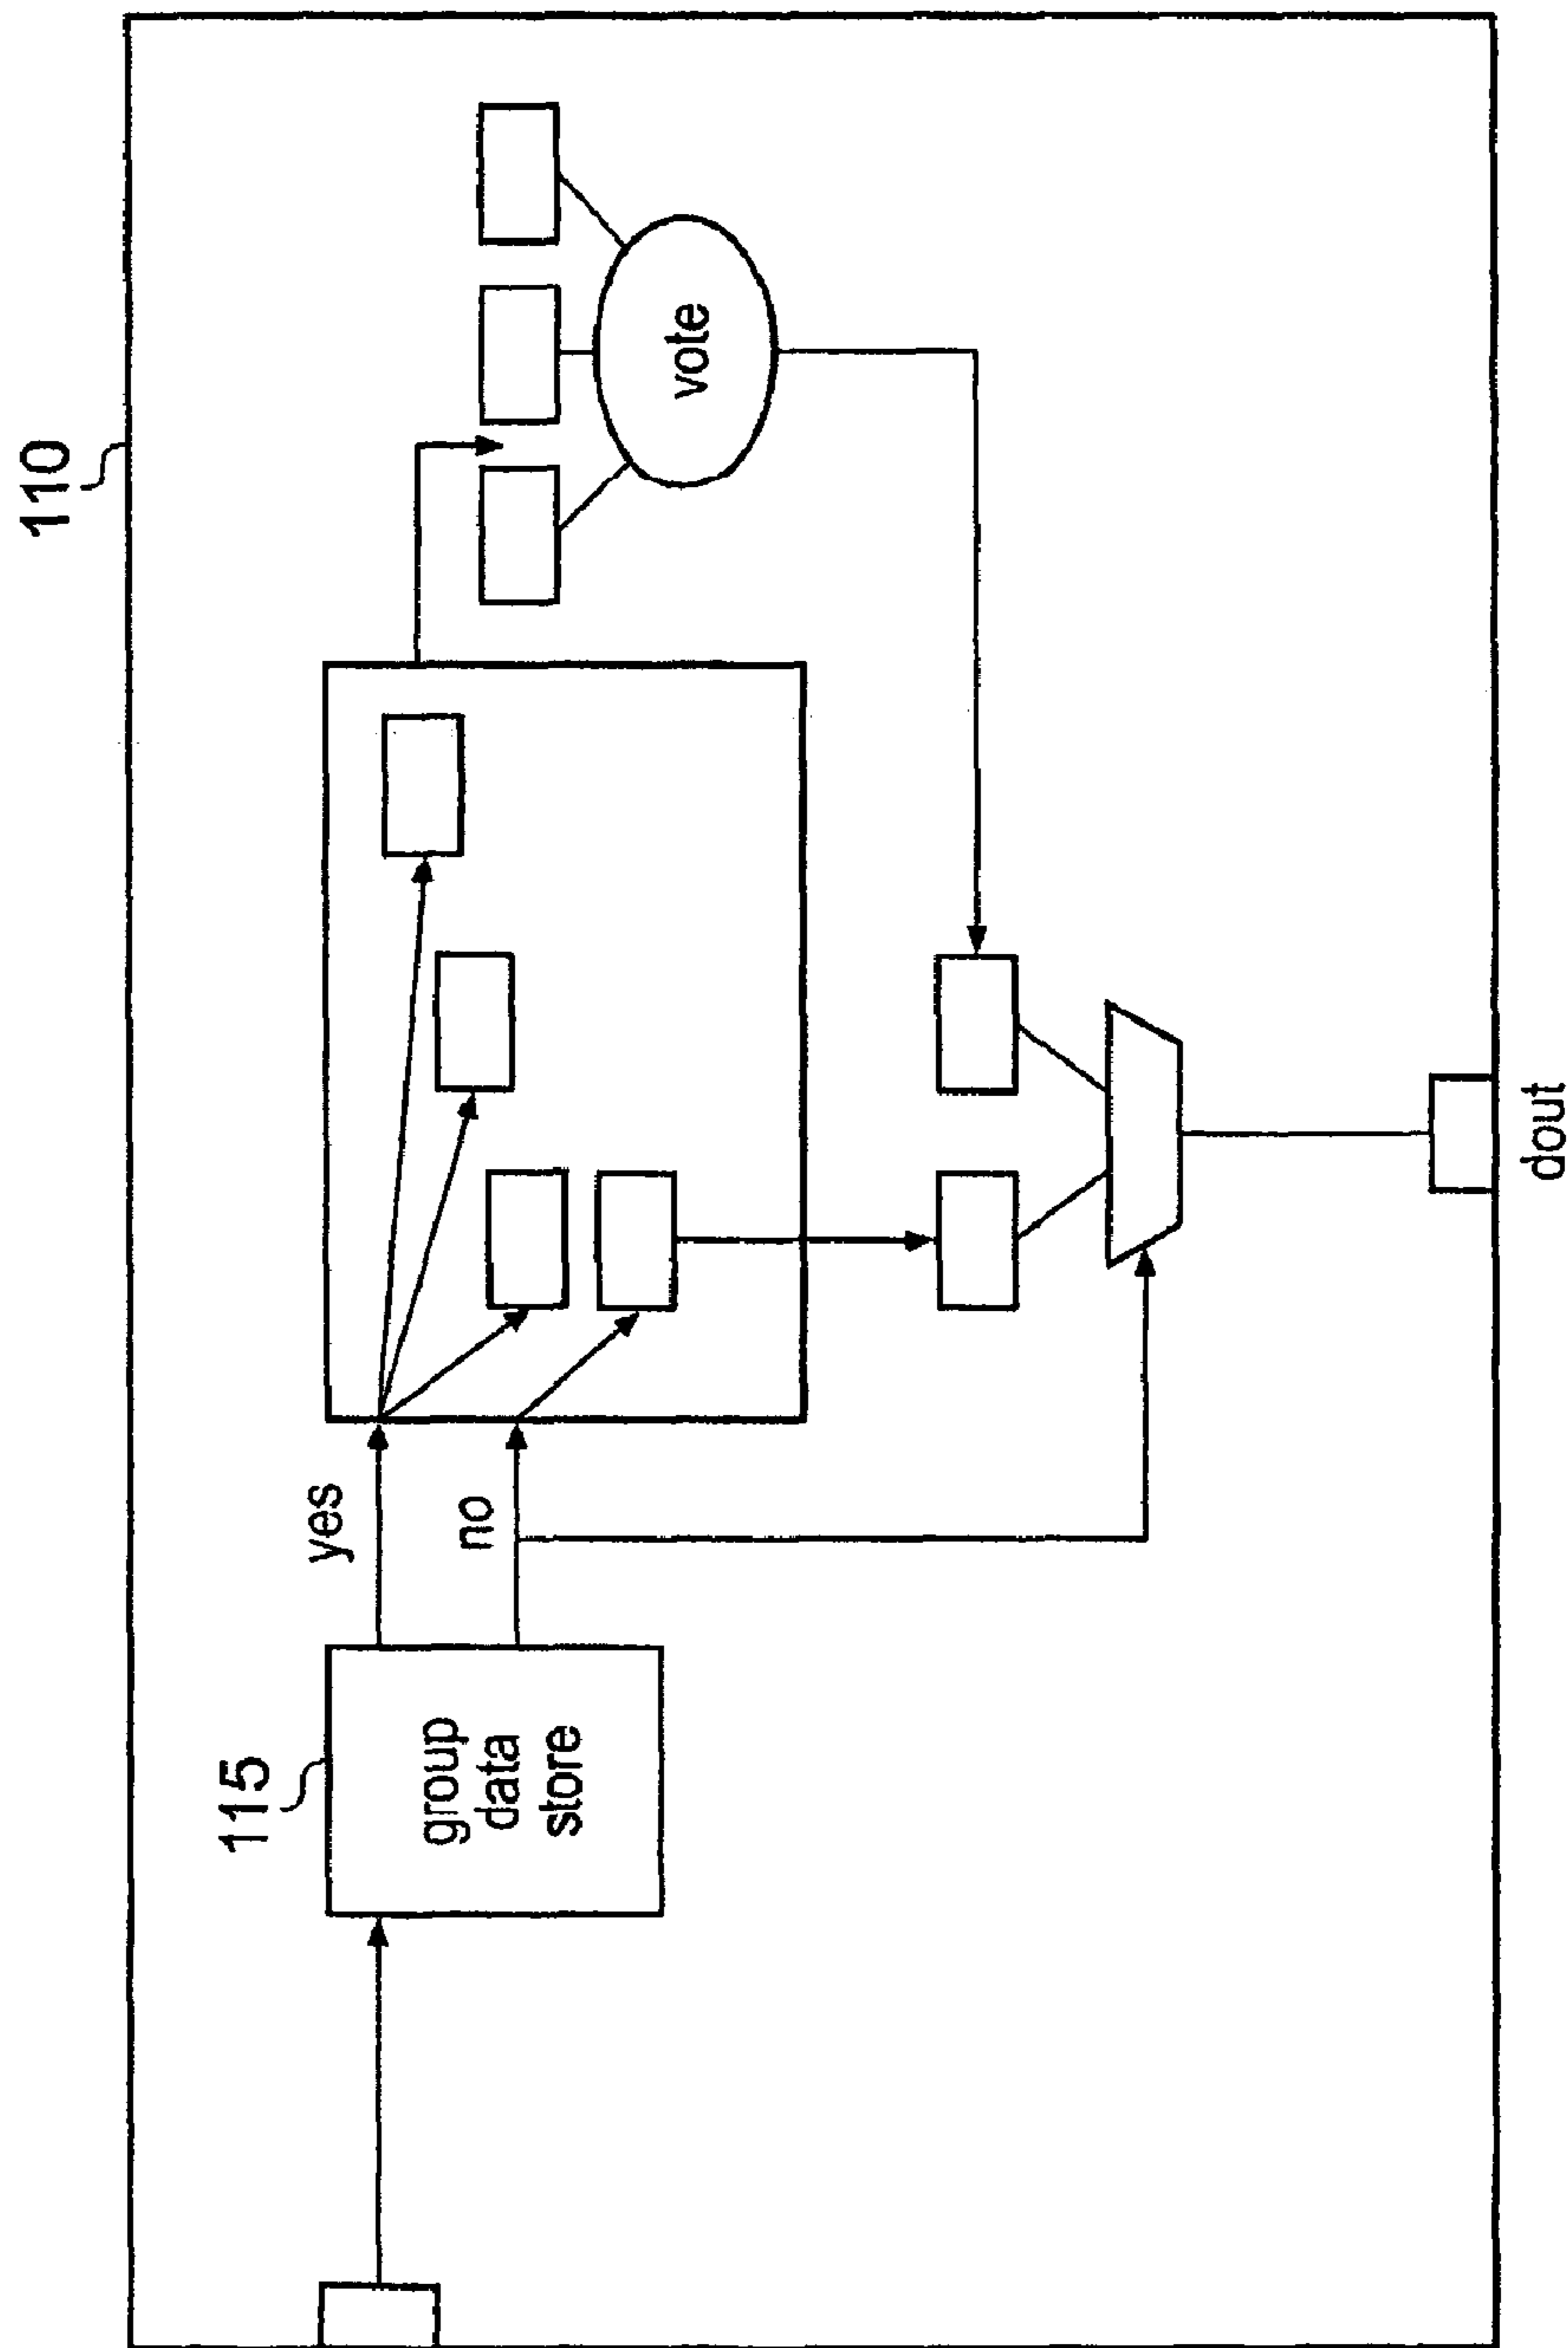 110
115
group
data
store
yes
no
vote
dout